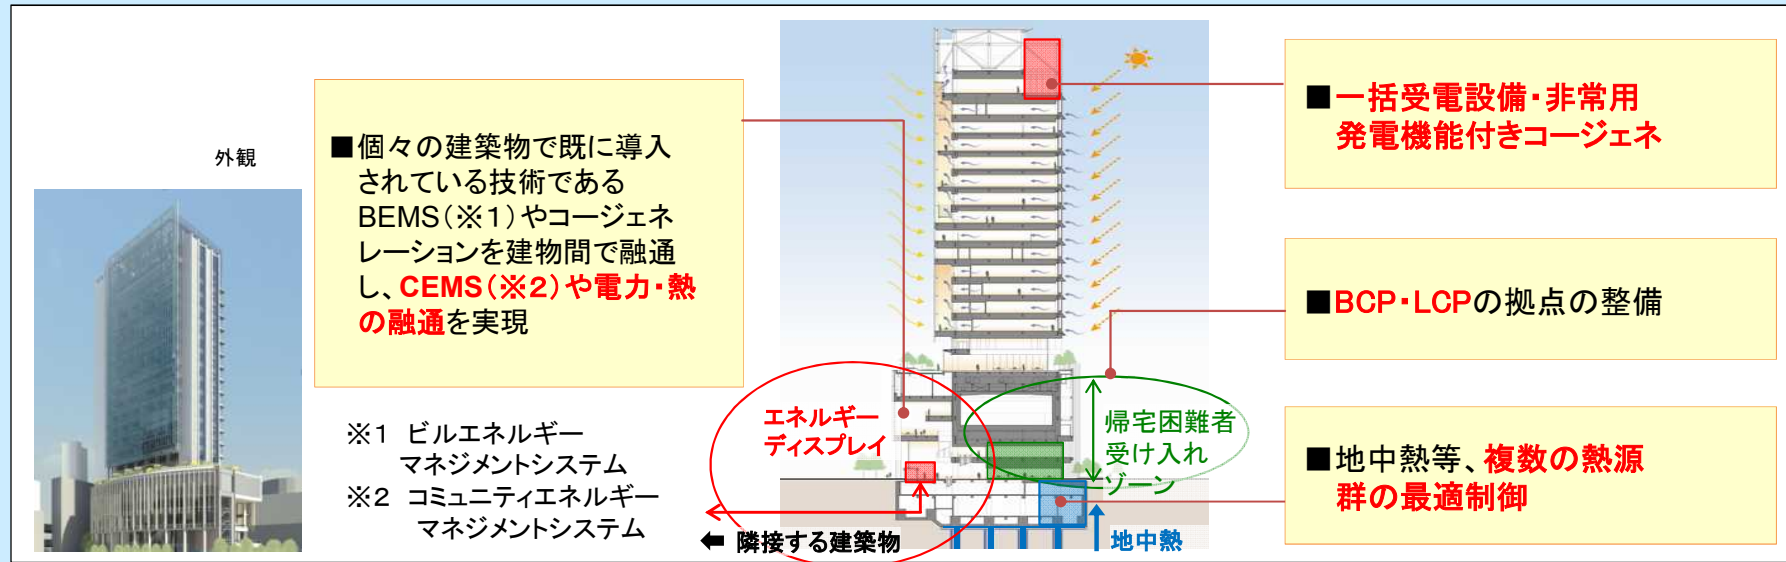 外観
■個々の建築物で既に導入
されている技術である
BEMS(※1)やコージェネ
レーションを建物間で融通
し、CEMS(※2)や電力・熱
の融通を実現
※1 ビルエネルギー
マネジメントシステム
※2 コミュニティエネルギー
マネジメントシステム
エネルギー
ディスプレイ
帰宅困難者
受け入れ
ゾーン
⬅ 隣接する建築物
地中熱
■一括受電設備・非常用
発電機能付きコージェネ
■BCP・LCPの拠点の整備
■地中熱等、複数の熱源
群の最適制御